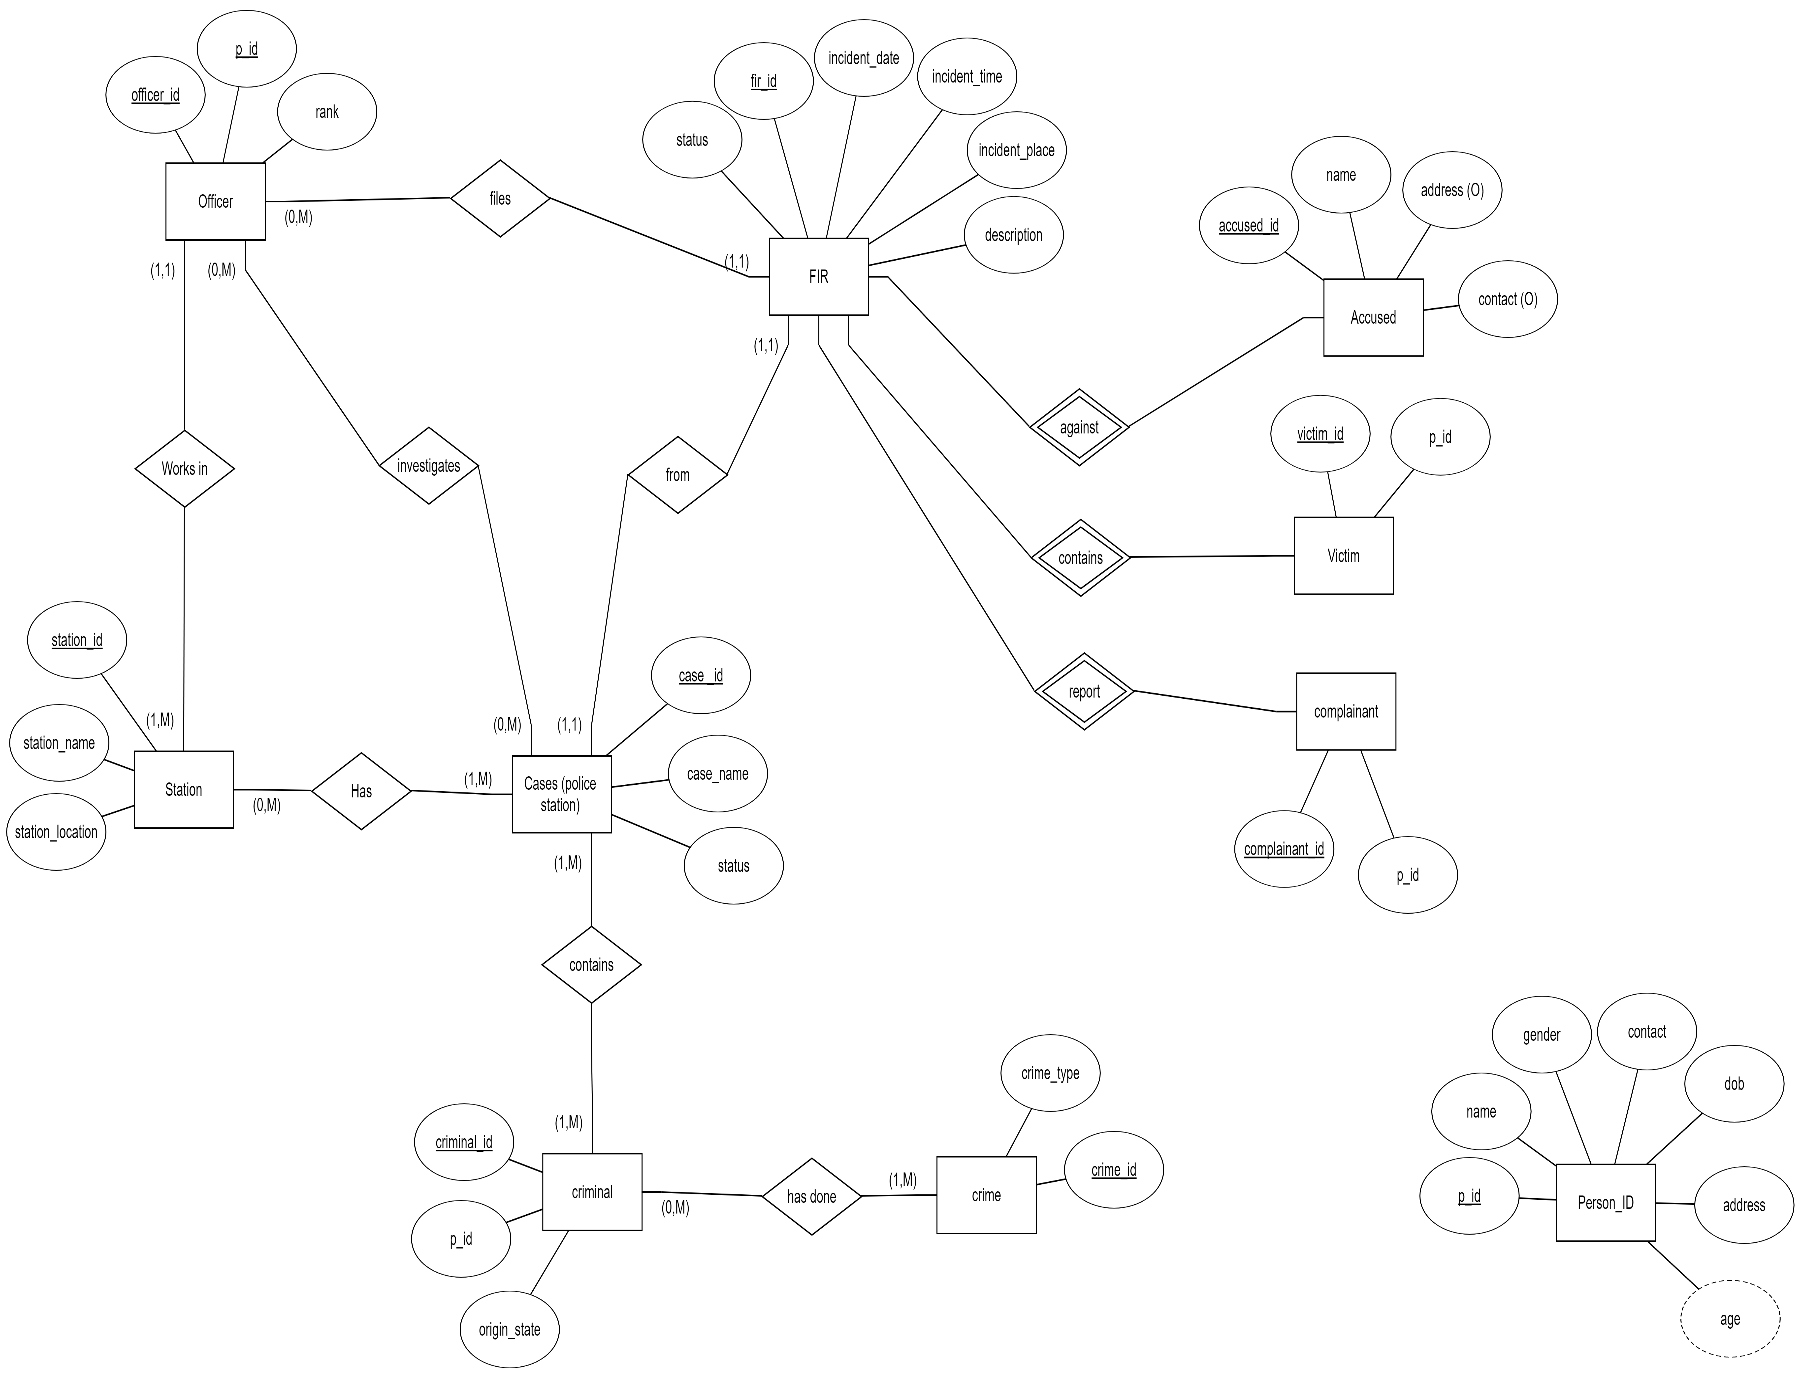 p_id
officer_id
rank
Officer
(0,M)
files
(1,1)
(0,M)
status
fir_id
incident_date
incident_time
incident_place
description
(1,1)
FIR
(1,1)
name
accused_id
address (O)
contact (O)
Accused
against
victim_id
p_id
Victim
contains
Works in
investigates
from
report
complainant
complainant_id
p_id
station_id
station_name
station_location
(1,M)
Station
(0,M)
Has
(1,M)
(0,M)
(1,1)
Cases (police
station)
case _id
case_name
status
(1,M)
contains
(1,M)
criminal_id
p_id
origin_state
criminal
(0,M)
has done
(1,M)
crime
crime_type
crime_id
gender
contact
name
dob
p_id
Person_ID
address
age